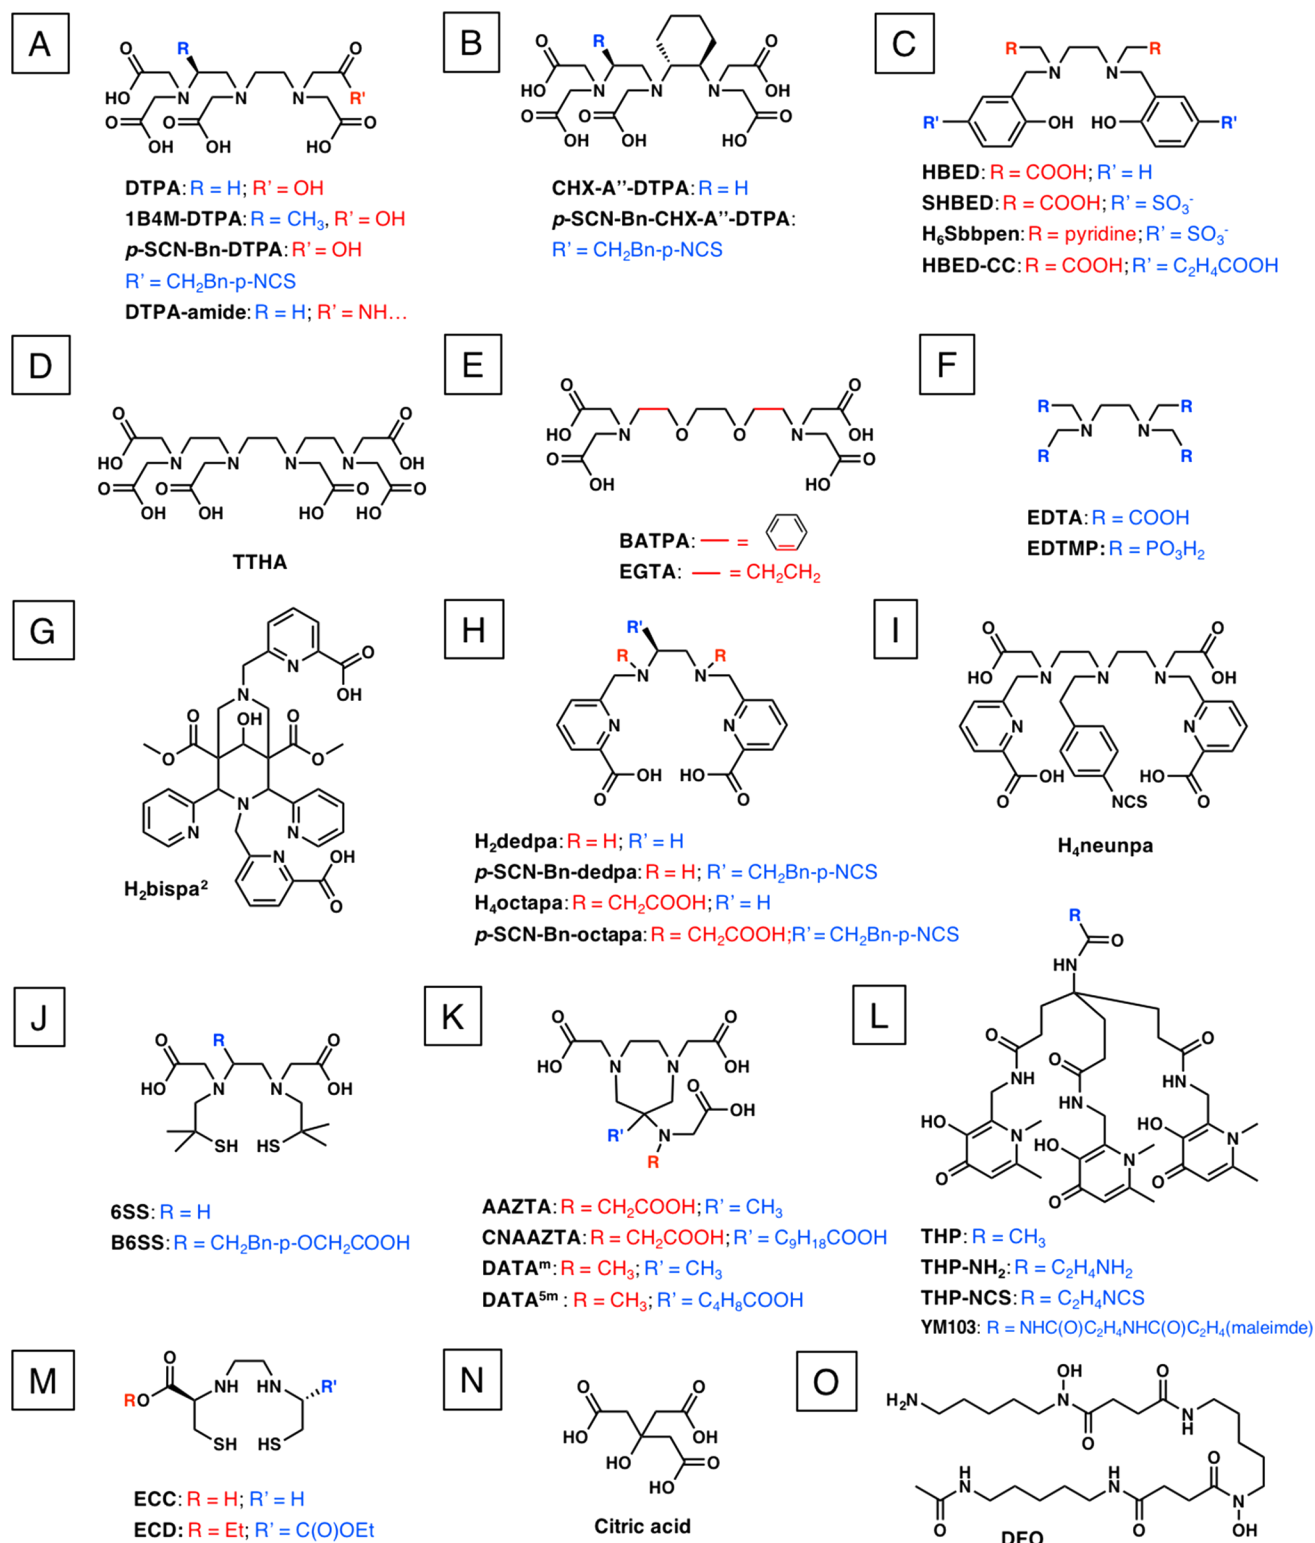 A
DTPA: R = H; R' = OH
1B4M-DTPA: R = CH₃, R' = OH
p-SCN-Bn-DTPA: R' = OH
R' = CH₂Bn-p-NCS
DTPA-amide: R = H; R' = NH...
B
CHX-A''-DTPA: R = H
p-SCN-Bn-CHX-A''-DTPA:
R' = CH₂Bn-p-NCS
C
HBED: R = COOH; R' = H
SHBED: R = COOH; R' = SO₃⁻
H₆Sbbpen: R = pyridine; R' = SO₃⁻
HBED-CC: R = COOH; R' = C₂H₄COOH
D
TTHA
E
BATPA: — =
EGTA: — = CH₂CH₂
F
EDTA: R = COOH
EDTMP: R = PO₃H₂
G
H₂bispa²
H
H₂dedpa: R = H; R' = H
p-SCN-Bn-dedpa: R = H; R' = CH₂Bn-p-NCS
H₄octapa: R = CH₂COOH; R' = H
p-SCN-Bn-octapa: R = CH₂COOH; R' = CH₂Bn-p-NCS
I
NCS
H₄neunpa
J
6SS: R = H
B6SS: R = CH₂Bn-p-OCH₂COOH
K
AAZTA: R = CH₂COOH; R' = CH₃
CNAAZTA: R = CH₂COOH; R' = C₉H₁₈COOH
DATAᵐ: R = CH₃; R' = CH₃
DATA⁵ᵐ : R = CH₃; R' = C₄H₈COOH
L
THP: R = CH₃
THP-NH₂: R = C₂H₄NH₂
THP-NCS: R = C₂H₄NCS
YM103: R = NHC(O)C₂H₄NHC(O)C₂H₄(maleimde)
M
ECC: R = H; R' = H
ECD: R = Et; R' = C(O)OEt
N
Citric acid
O
DFO